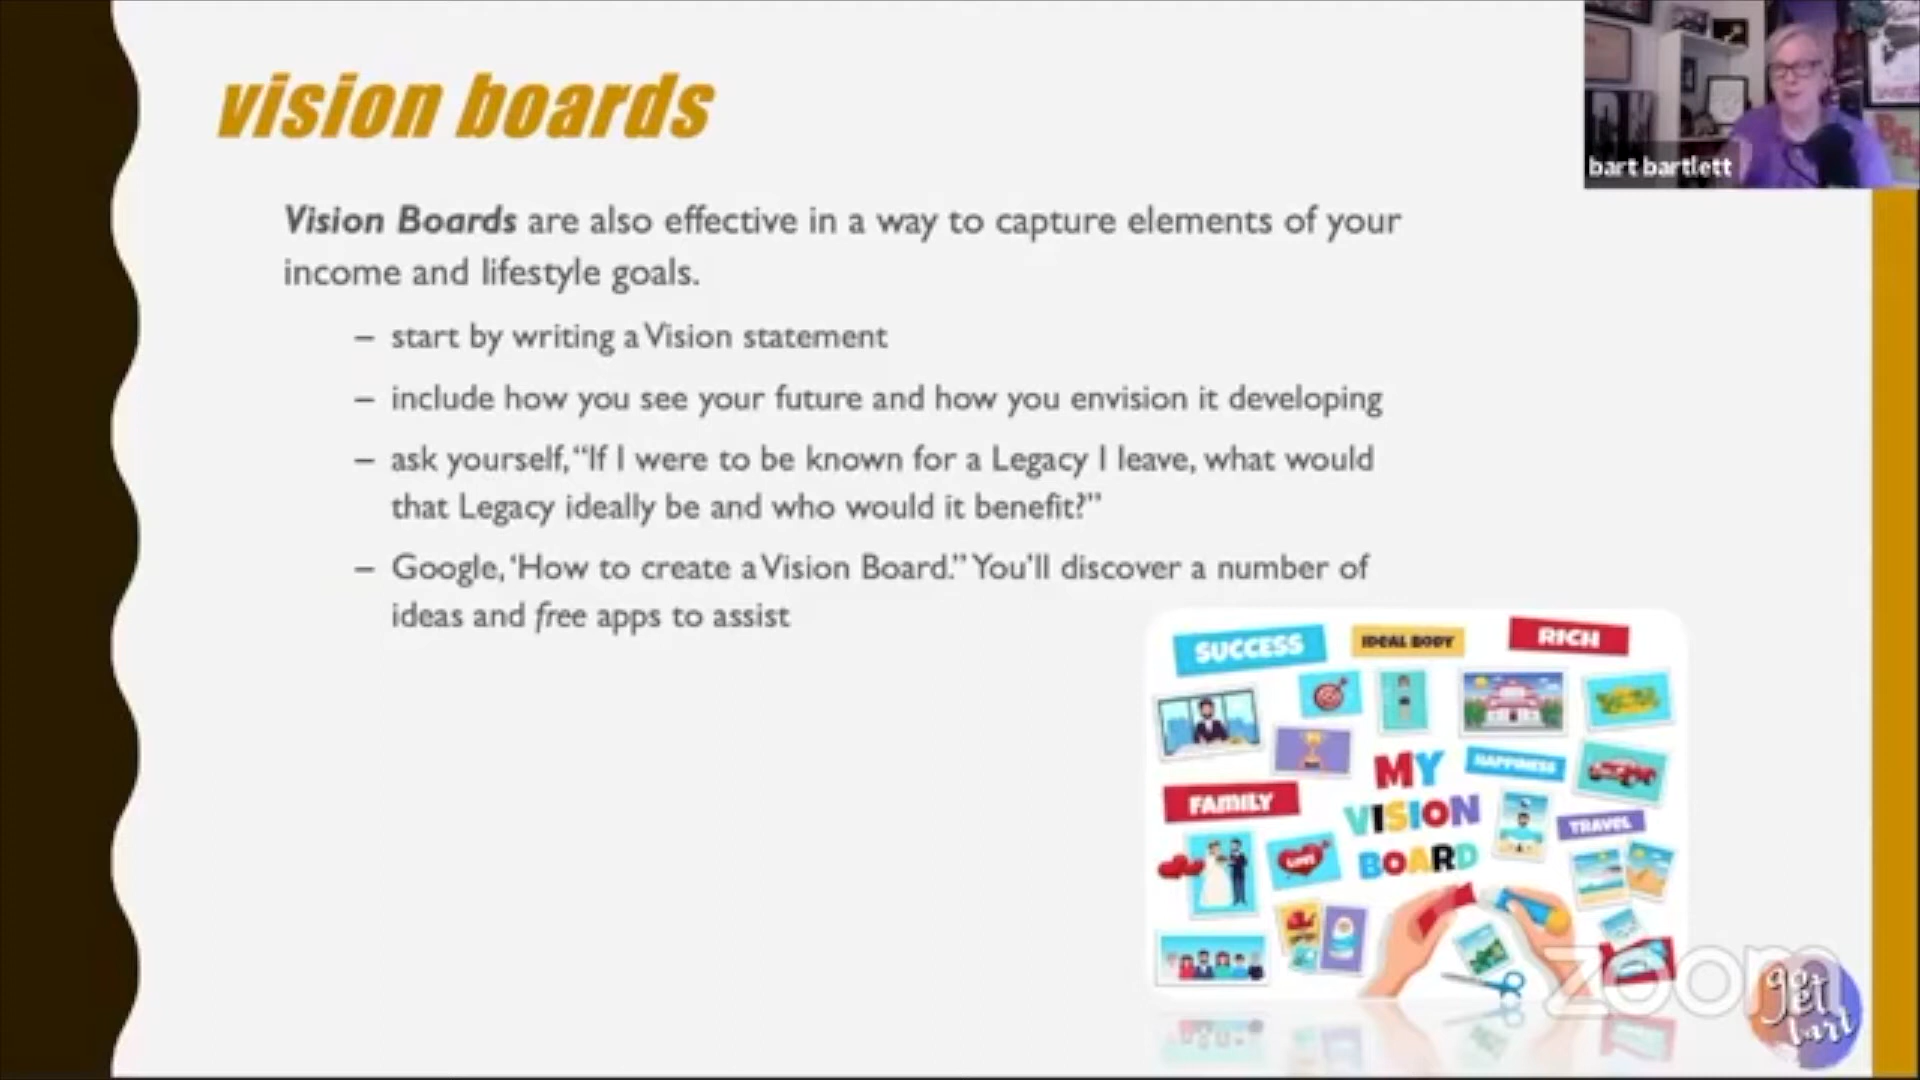 vision boards
bart bartlett
Vision Boards are also effective in a way to capture elements of your
income and lifestyle goals.
– start by writing a Vision statement
– include how you see your future and how you envision it developing
– ask yourself, “If I were to be known for a Legacy I leave, what would
that Legacy ideally be and who would it benefit?”
– Google, ‘How to create a Vision Board.” You’ll discover a number of
ideas and free apps to assist
SUCCESS
IDEAL BODY
RICH
MY
VISION
BOARD
HAPPINESS
FAMILY
TRAVEL
LOVE
zoom
go
get
bart